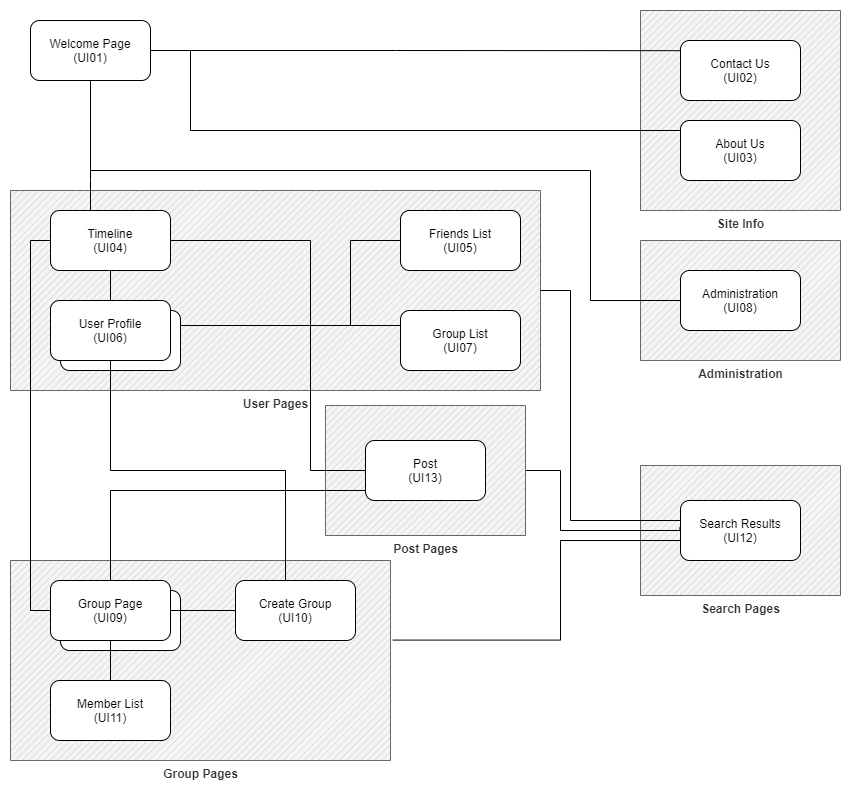 Welcome Page
(UI01)
Contact Us
(UI02)
About Us
(UI03)
Site Info
Timeline
(UI04)
Friends List
(UI05)
User Profile
(UI06)
Group List
(UI07)
User Pages
Administration
(UI08)
Administration
Post
(UI13)
Post Pages
Search Results
(UI12)
Search Pages
Group Page
(UI09)
Create Group
(UI10)
Member List
(UI11)
Group Pages